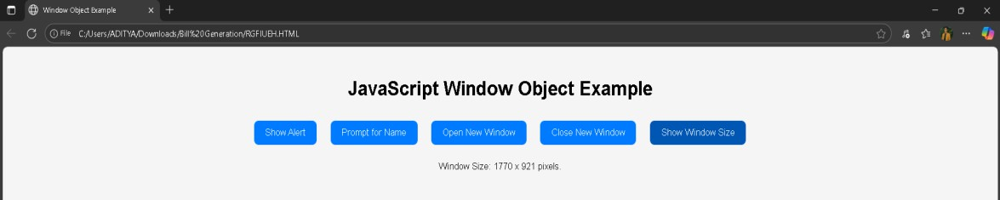 Window Object Example
File C:/Users/ADITYA/Downloads/Bill%20Generation/RGFIUEH.HTML
JavaScript Window Object Example
Show Alert Prompt for Name Open New Window Close New Window Show Window Size
Window Size: 1770 x 921 pixels.